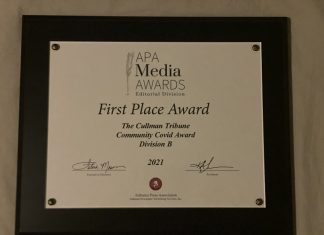 APA
Media
AWARDS
Editorial Division
First Place Award
The Cullman Tribune
Community Covid Award
Division B
2021
Alabama Press Association